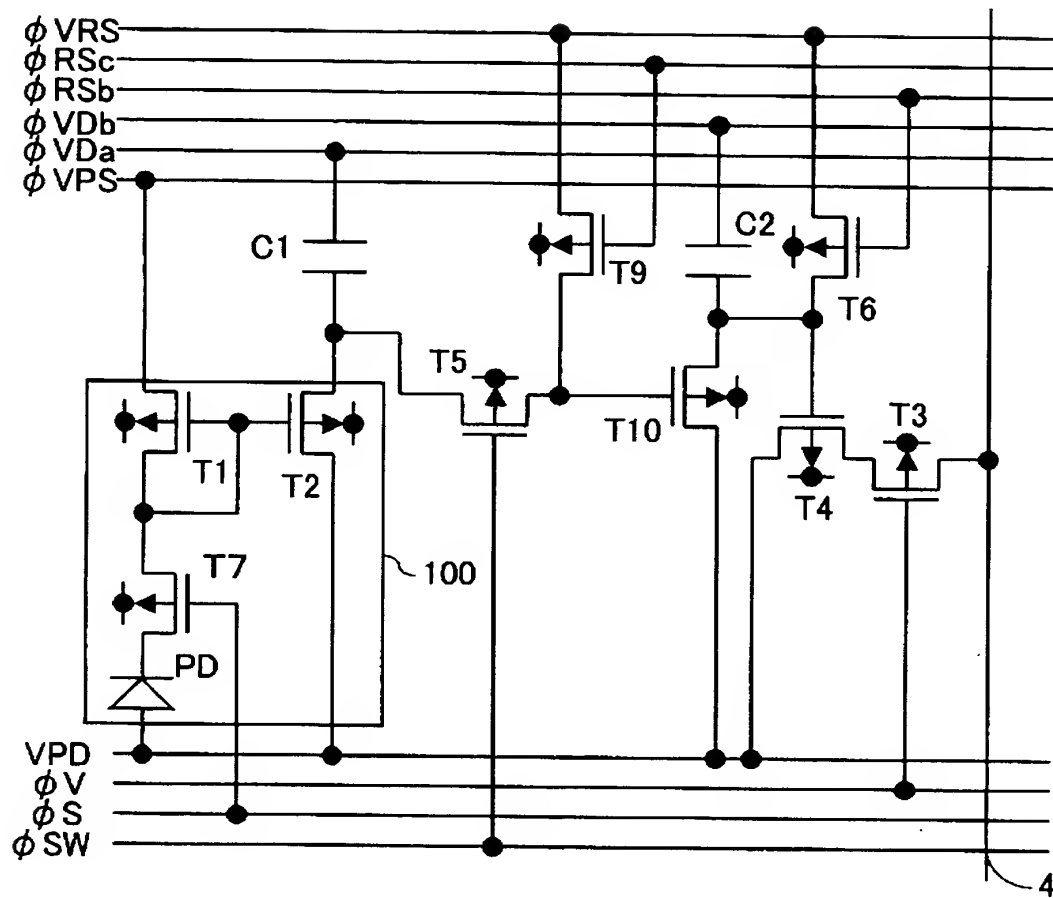 ϕVRS
ϕRSc
ϕRSb
ϕVDb
ϕVDa
ϕVPS
C1
T9
C2
T6
T5
T10
T3
T4
T1
T2
T7
100
PD
VPD
ϕV
ϕS
ϕSW
4